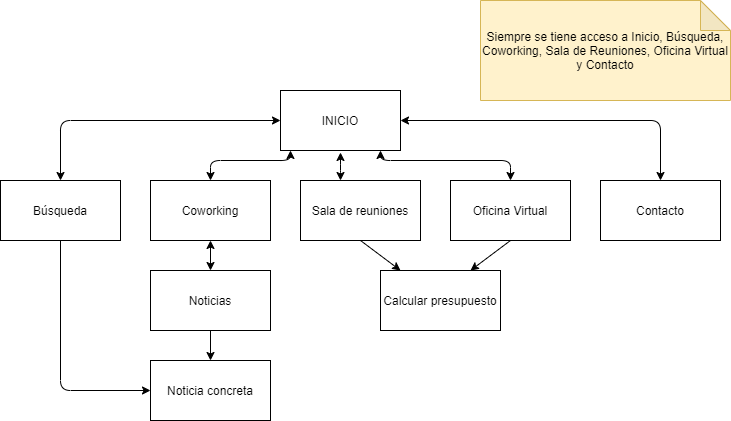 Siempre se tiene acceso a Inicio, Búsqueda,
Coworking, Sala de Reuniones, Oficina Virtual
y Contacto
INICIO
Búsqueda
Coworking
Sala de reuniones
Oficina Virtual
Contacto
Noticias
Calcular presupuesto
Noticia concreta